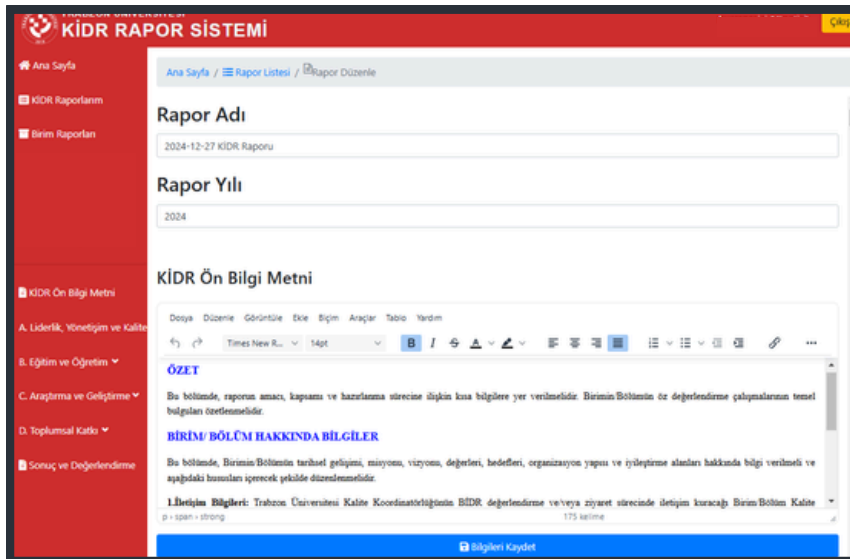 TRABZON ÜNİVERSİTESİ
KİDR RAPOR SİSTEMİ
Çıkış
Ana Sayfa
KİDR Raporlarım
Birim Raporları
KİDR Ön Bilgi Metni
A. Liderlik, Yönetişim ve Kalite
B. Eğitim ve Öğretim
C. Araştırma ve Geliştirme
D. Toplumsal Katkı
Sonuç ve Değerlendirme
Ana Sayfa / Rapor Listesi / Rapor Düzenle
Rapor Adı
2024-12-27 KİDR Raporu
Rapor Yılı
2024
KİDR Ön Bilgi Metni
Dosya Düzenle Görüntüle Ekle Biçim Araçlar Tablo Yardım
Times New R... 14pt B I S A
ÖZET
Bu bölümde, raporun amacı, kapsamı ve hazırlanma sürecine ilişkin kısa bilgilere yer verilmelidir. Birimin/Bölümün öz değerlendirme çalışmalarının temel
bulguları özetlenmelidir.
BİRİM/ BÖLÜM HAKKINDA BİLGİLER
Bu bölümde, Birimin/Bölümün tarihsel gelişimi, misyonu, vizyonu, değerleri, hedefleri, organizasyon yapısı ve iyileştirme alanları hakkında bilgi verilmeli ve
aşağıdaki hususları içerecek şekilde düzenlenmelidir.
1.İletişim Bilgileri: Trabzon Üniversitesi Kalite Koordinatörlüğünün BİDR değerlendirme ve/veya ziyaret sürecinde iletişim kuracağı Birim/Bölüm Kalite
p › span › strong
175 kelime
Bilgileri Kaydet